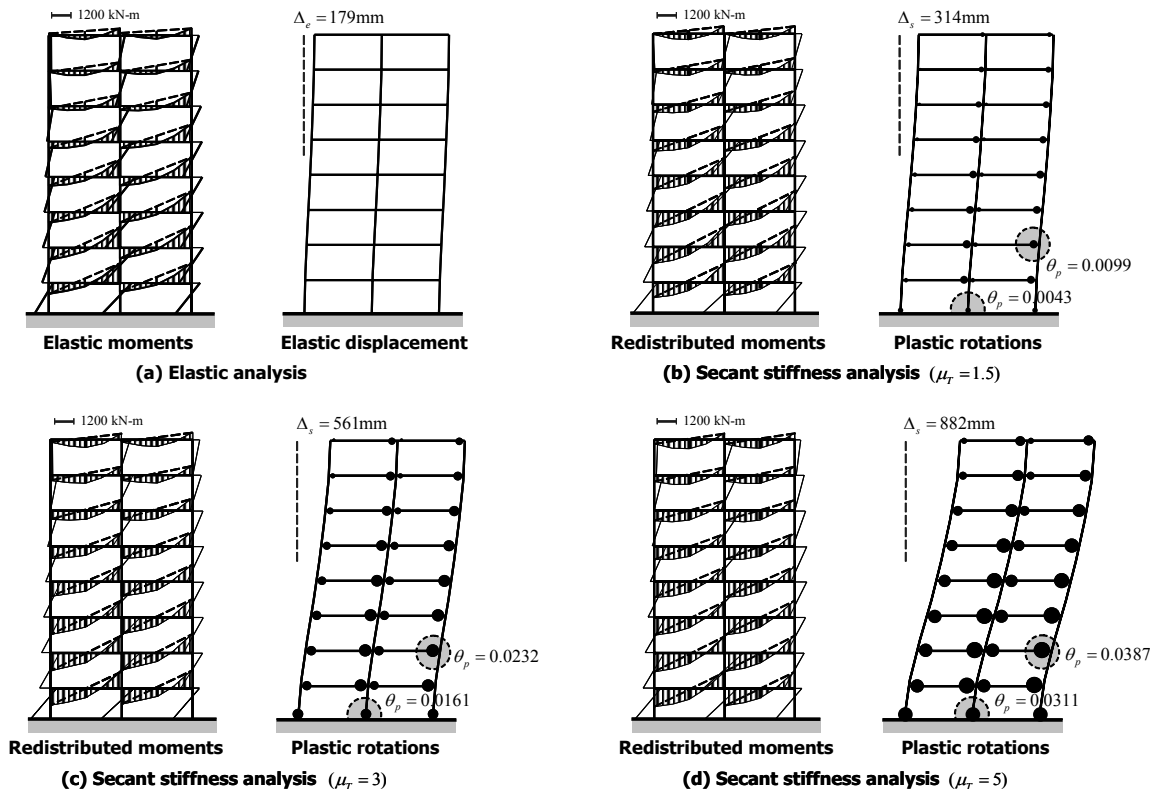 1200 kN-m
Δe = 179mm
Elastic moments
Elastic displacement
(a) Elastic analysis
1200 kN-m
Δs = 314mm
θp = 0.0099
θp = 0.0043
Redistributed moments
Plastic rotations
(b) Secant stiffness analysis (μT = 1.5)
1200 kN-m
Δs = 561mm
θp = 0.0232
θp = 0.0161
Redistributed moments
Plastic rotations
(c) Secant stiffness analysis (μT = 3)
1200 kN-m
Δs = 882mm
θp = 0.0387
θp = 0.0311
Redistributed moments
Plastic rotations
(d) Secant stiffness analysis (μT = 5)